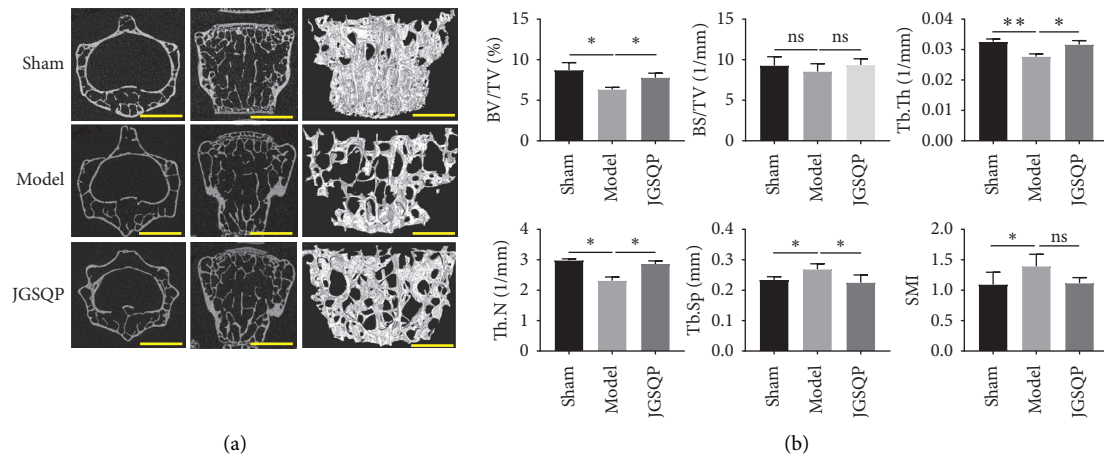 Sham
Model
JGSQP
(a)
BV/TV (%)
15
10
5
0
* *
Sham
Model
JGSQP
BS/TV (1/mm)
15
10
5
0
ns ns
Sham
Model
JGSQP
Tb.Th (1/mm)
0.04
0.03
0.02
0.01
0.00
** *
Sham
Model
JGSQP
Th.N (1/mm)
4
3
2
1
0
* *
Sham
Model
JGSQP
Tb.Sp (mm)
0.4
0.3
0.2
0.1
0.0
* *
Sham
Model
JGSQP
SMI
2.0
1.5
1.0
0.5
0.0
* ns
Sham
Model
JGSQP
(b)